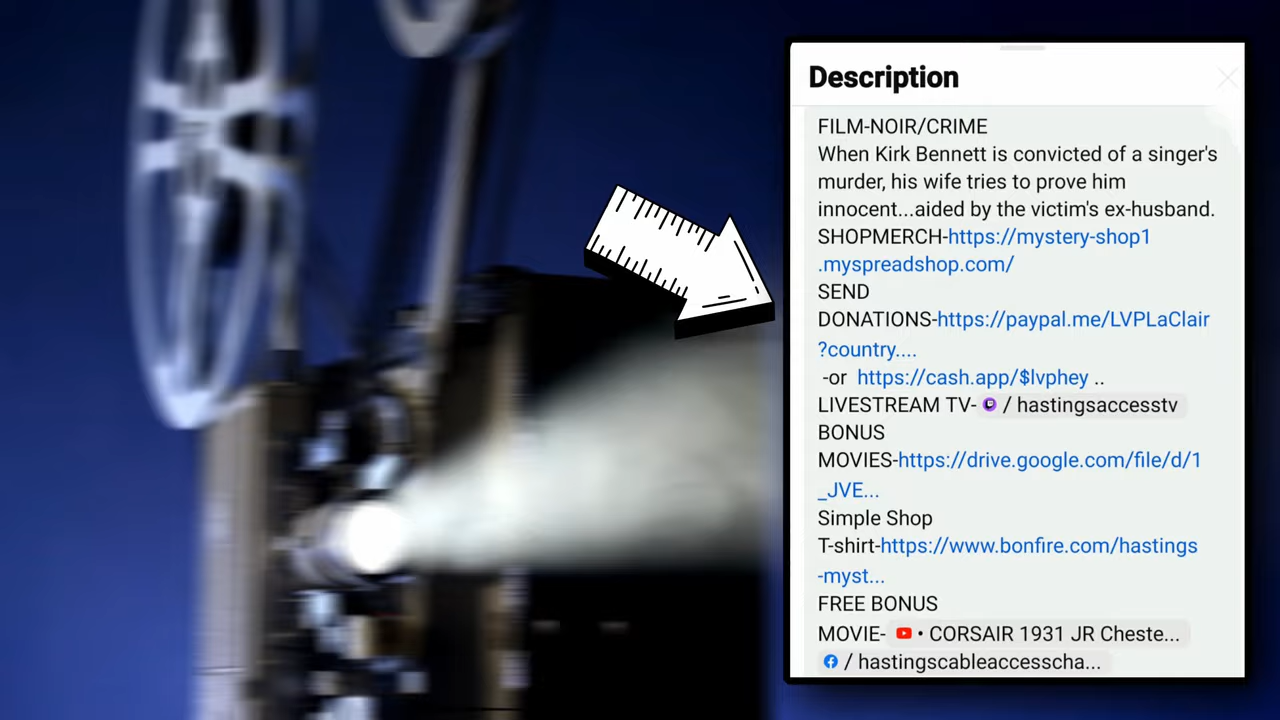 Description
FILM-NOIR/CRIME
When Kirk Bennett is convicted of a singer's
murder, his wife tries to prove him
innocent...aided by the victim's ex-husband.
SHOPMERCH-https://mystery-shop1
.myspreadshop.com/
SEND
DONATIONS-https://paypal.me/LVPLaClair
?country....
-or https://cash.app/$lvphey ..
LIVESTREAM TV- / hastingsaccesstv
BONUS
MOVIES-https://drive.google.com/file/d/1
_JVE...
Simple Shop
T-shirt-https://www.bonfire.com/hastings
-myst...
FREE BONUS
MOVIE- • CORSAIR 1931 JR Cheste...
/ hastingscableaccesscha...